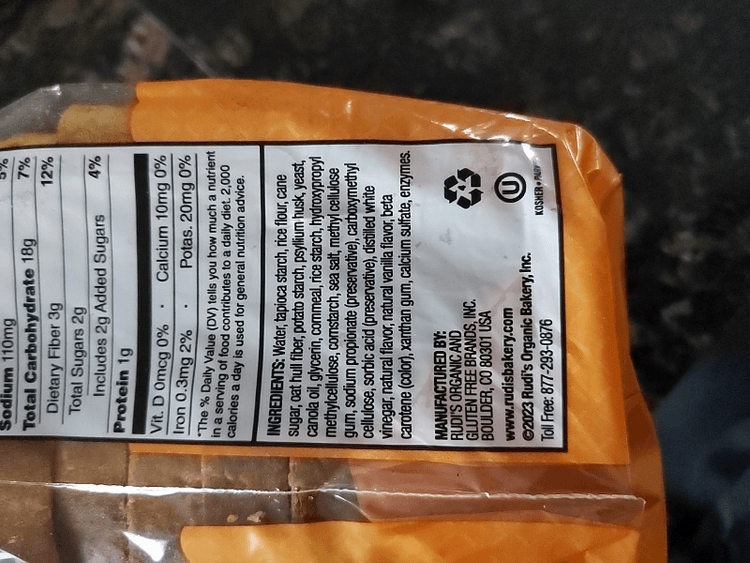 Sodium 110mg 5%
Total Carbohydrate 18g 7%
Dietary Fiber 3g 12%
Total Sugars 2g
Includes 2g Added Sugars 4%
Protein 1g
Vit. D 0mcg 0% • Calcium 10mg 0%
Iron 0.3mg 2% • Potas. 20mg 0%
*The % Daily Value (DV) tells you how much a nutrient
in a serving of food contributes to a daily diet. 2,000
calories a day is used for general nutrition advice.
INGREDIENTS: Water, tapioca starch, rice flour, cane
sugar, oat hull fiber, potato starch, psyllium husk, yeast,
canola oil, glycerin, cornmeal, rice starch, hydroxypropyl
methylcellulose, cornstarch, sea salt, methyl cellulose
gum, sodium propionate (preservative), carboxymethyl
cellulose, sorbic acid (preservative), distilled white
vinegar, natural flavor, natural vanilla flavor, beta
carotene (color), xanthan gum, calcium sulfate, enzymes.
MANUFACTURED BY:
RUDI'S ORGANIC AND
GLUTEN FREE BRANDS, INC.
BOULDER, CO 80301 USA
www.rudisbakery.com
©2023 Rudi's Organic Bakery, Inc.
Toll Free: 877-293-0876
U
KOSHER • PAREV